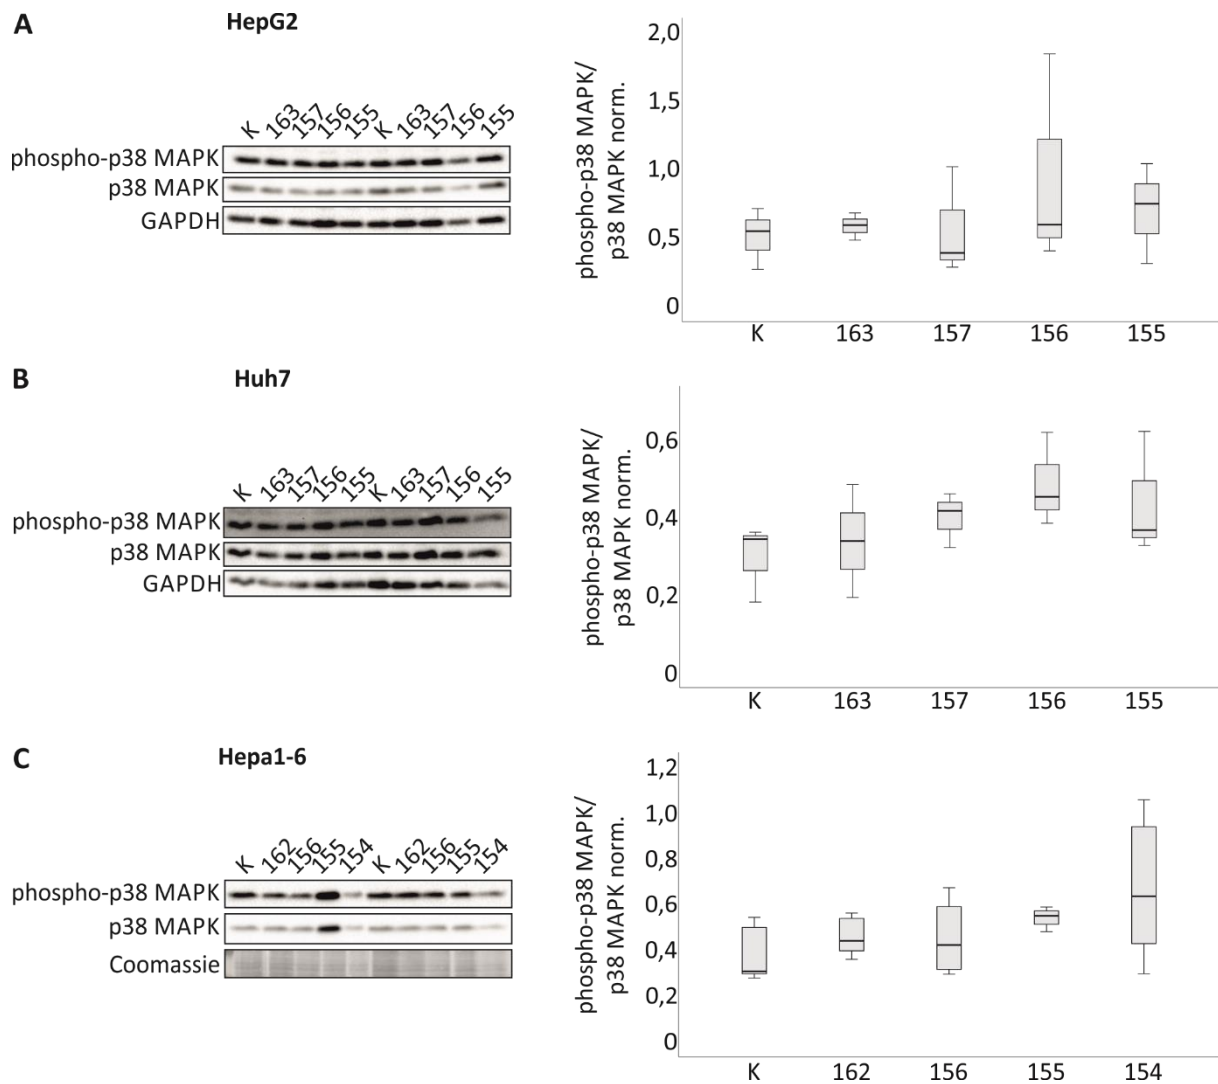 A
HepG2
K 163 157 156 155 K 163 157 156 155
phospho-p38 MAPK
p38 MAPK
GAPDH
phospho-p38 MAPK/
p38 MAPK norm.
2,0
1,5
1,0
0,5
0
K 163 157 156 155
B
Huh7
K 163 157 156 155 K 163 157 156 155
phospho-p38 MAPK
p38 MAPK
GAPDH
phospho-p38 MAPK/
p38 MAPK norm.
0,6
0,4
0,2
0
K 163 157 156 155
C
Hepa1-6
K 162 156 155 154 K 162 156 155 154
phospho-p38 MAPK
p38 MAPK
Coomassie
phospho-p38 MAPK/
p38 MAPK norm.
1,2
1,0
0,8
0,6
0,4
0,2
0
K 162 156 155 154